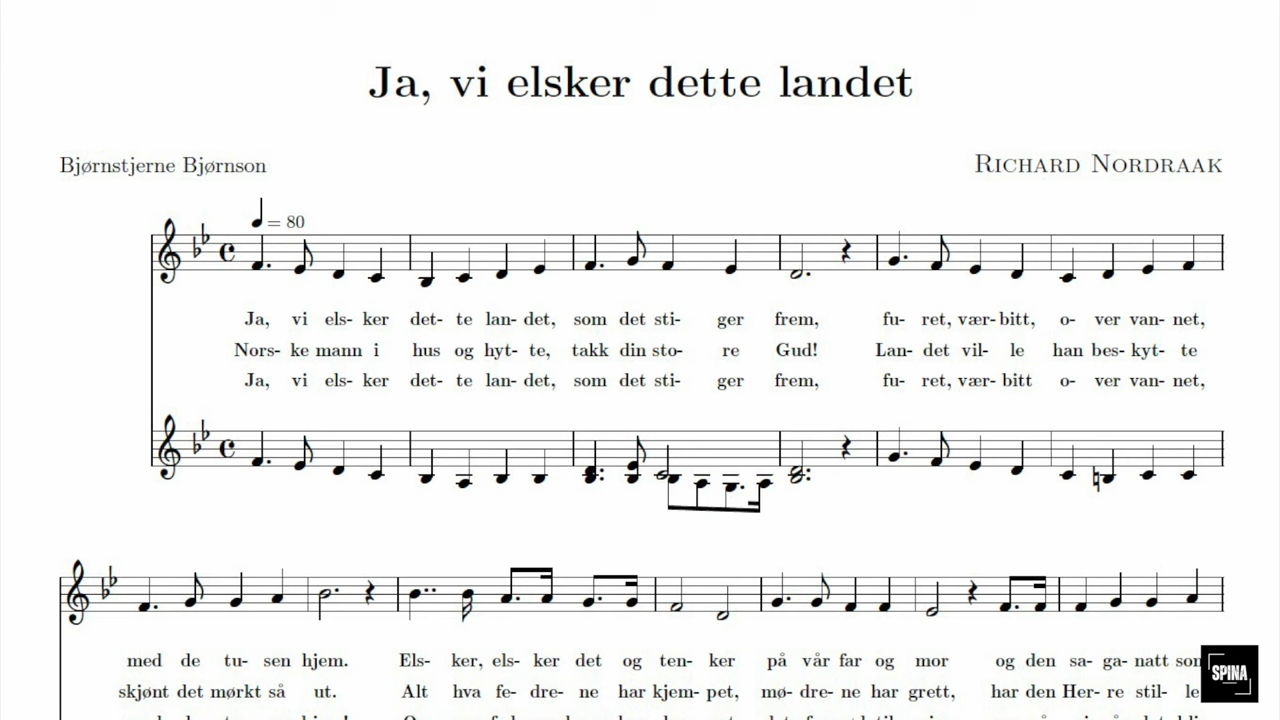 Ja, vi elsker dette landet
Bjørnstjerne Bjørnson
RICHARD NORDRAAK
= 80
Ja, vi els- ker det- te lan- det, som det sti- ger frem, fu- ret, vær- bitt, o- ver van- net,
Nors- ke mann i hus og hyt- te, takk din sto- re Gud! Lan- det vil- le han bes- kyt- te
Ja, vi els- ker det- te lan- det, som det sti- ger frem, fu- ret, vær- bitt o- ver van- net,
med de tu- sen hjem. Els- ker, els- ker det og ten- ker på vår far og mor og den sa- ga- natt som
skjønt det mørkt så ut. Alt hva fe- dre- ne har kjem- pet, mø- dre- ne har grett, har den Her- re stil- le
SPINA